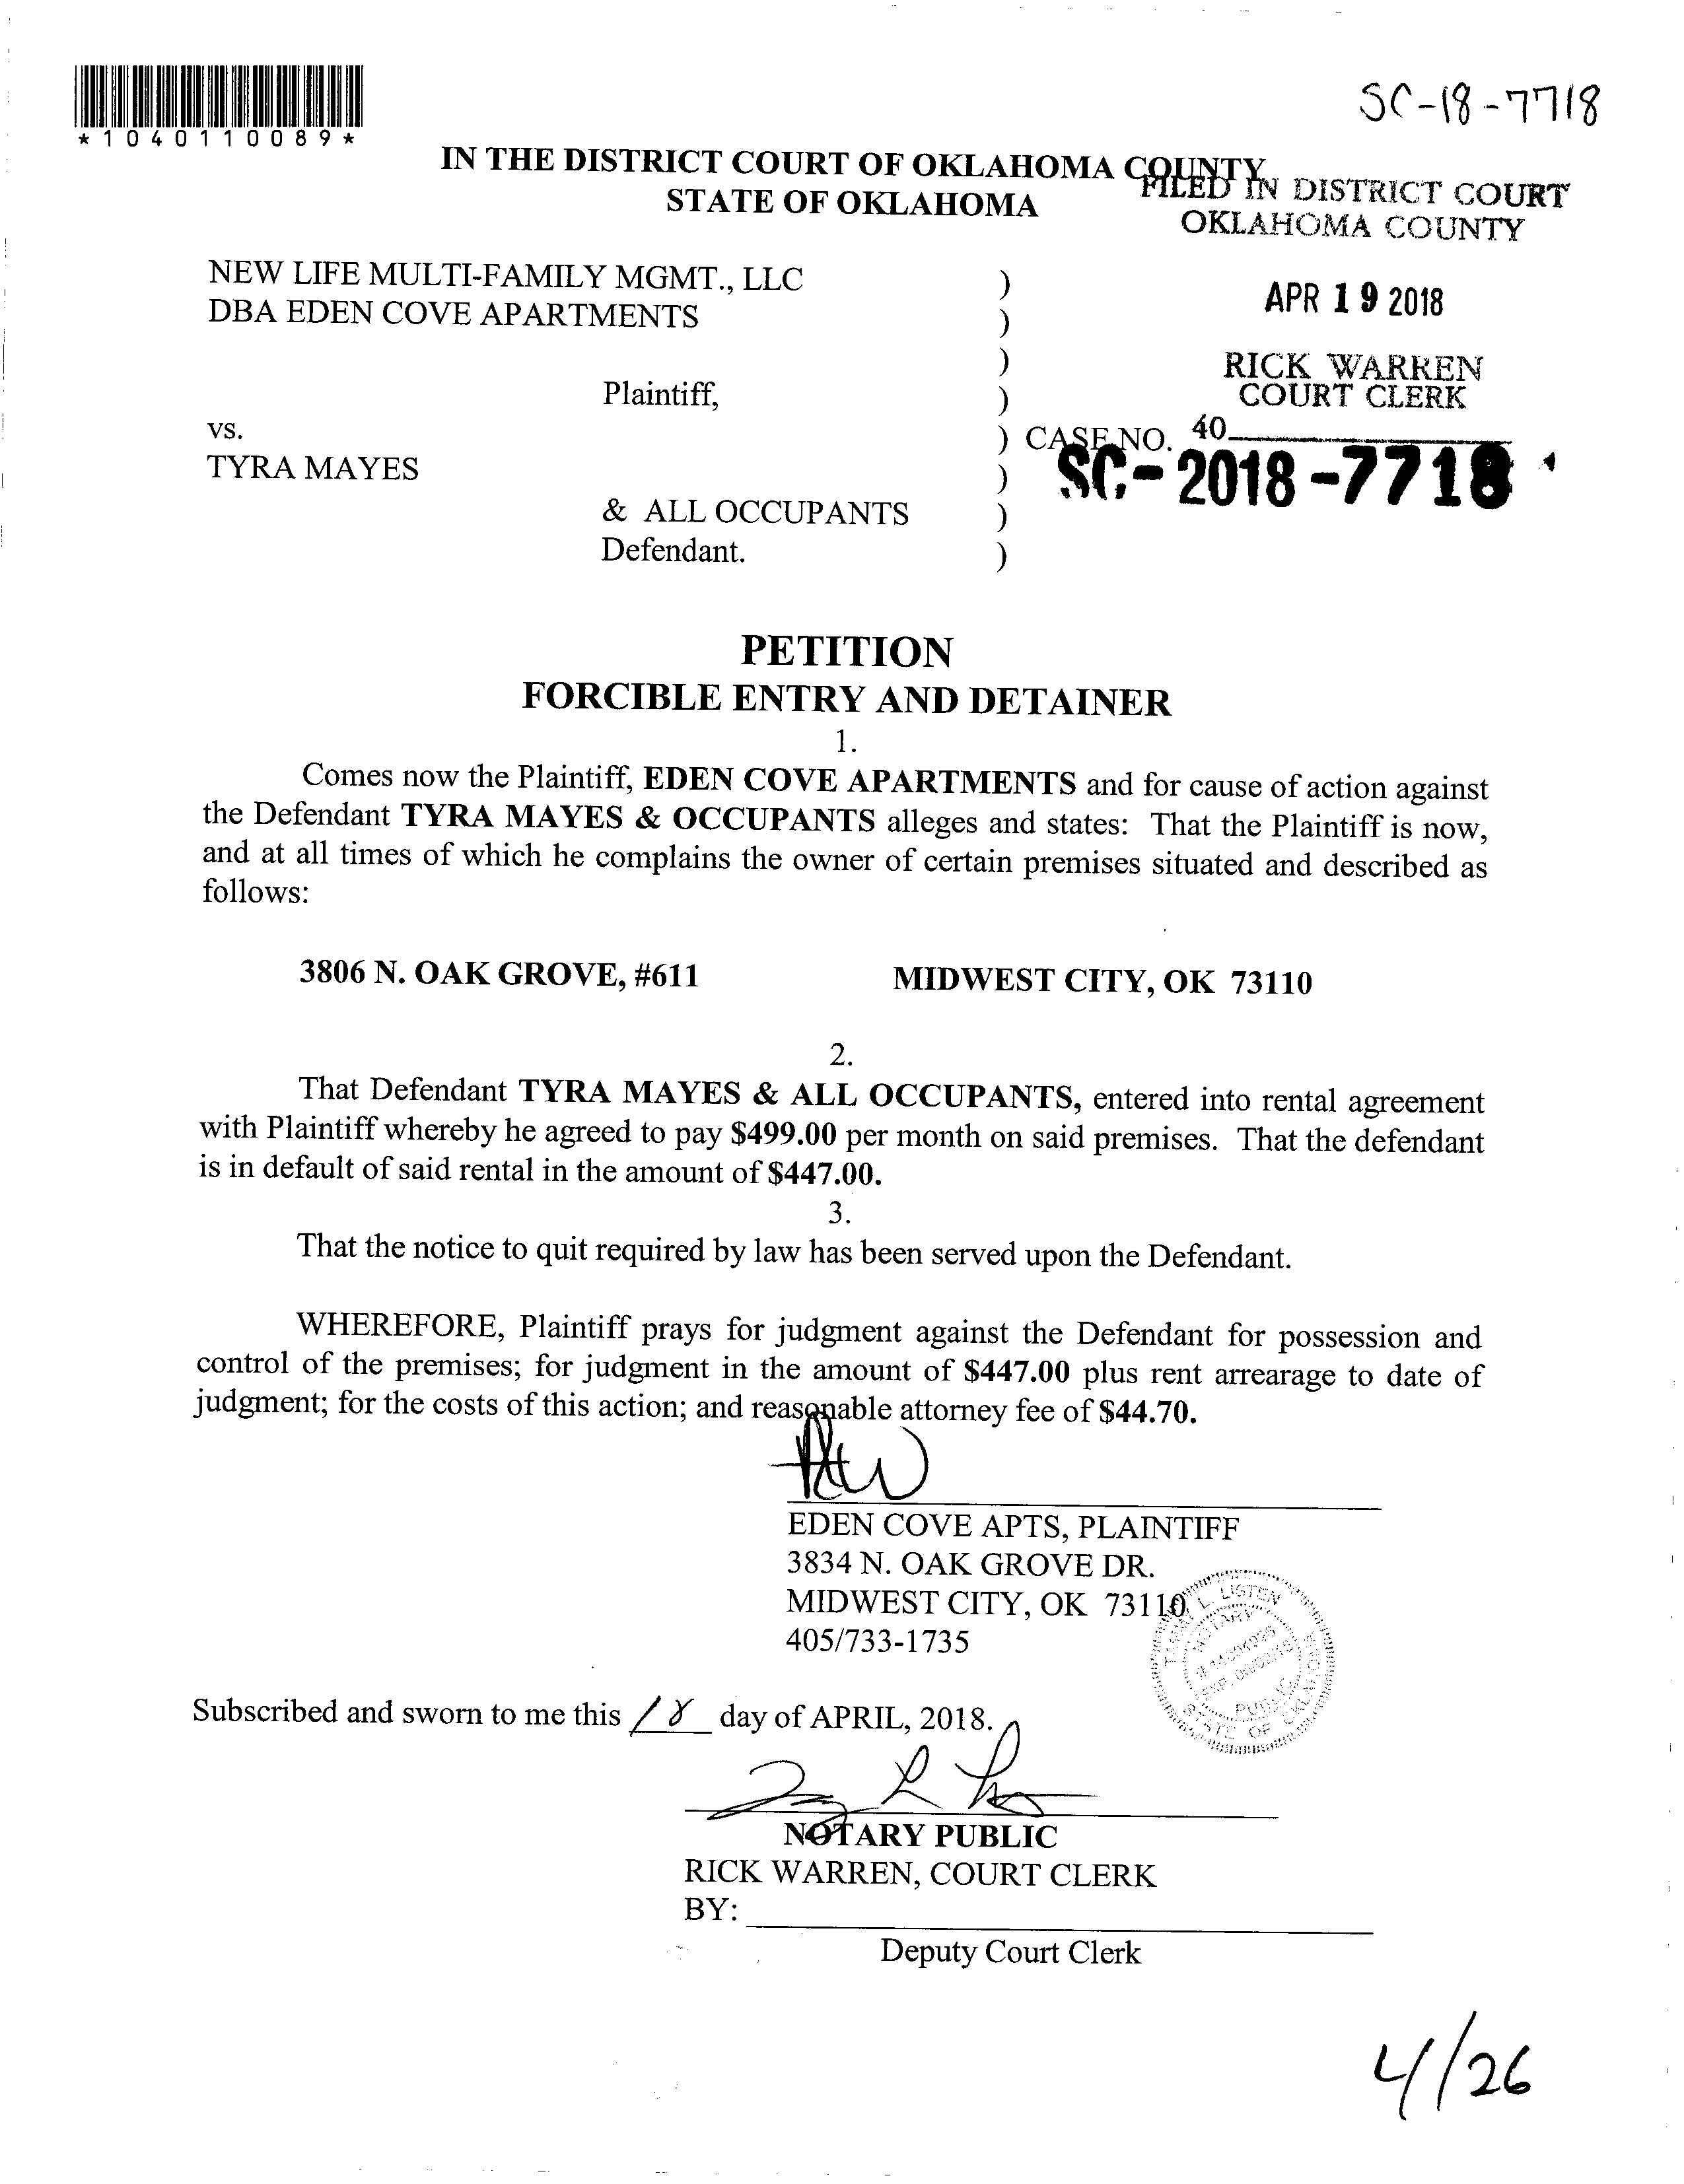 SC-18-7718
*1040110089*
IN THE DISTRICT COURT OF OKLAHOMA COUNTY
STATE OF OKLAHOMA
FILED IN DISTRICT COURT
OKLAHOMA COUNTY
NEW LIFE MULTI-FAMILY MGMT., LLC )
DBA EDEN COVE APARTMENTS )
APR 19 2018
)
RICK WARREN
COURT CLERK
Plaintiff, )
vs. ) CASE NO. 40
TYRA MAYES )
SC-2018-7718
& ALL OCCUPANTS )
Defendant. )
PETITION
FORCIBLE ENTRY AND DETAINER
1.
Comes now the Plaintiff, EDEN COVE APARTMENTS and for cause of action against
the Defendant TYRA MAYES & OCCUPANTS alleges and states: That the Plaintiff is now,
and at all times of which he complains the owner of certain premises situated and described as
follows:
3806 N. OAK GROVE, #611 MIDWEST CITY, OK 73110
2.
That Defendant TYRA MAYES & ALL OCCUPANTS, entered into rental agreement
with Plaintiff whereby he agreed to pay $499.00 per month on said premises. That the defendant
is in default of said rental in the amount of $447.00.
3.
That the notice to quit required by law has been served upon the Defendant.
WHEREFORE, Plaintiff prays for judgment against the Defendant for possession and
control of the premises; for judgment in the amount of $447.00 plus rent arrearage to date of
judgment; for the costs of this action; and reasonable attorney fee of $44.70.
EDEN COVE APTS, PLAINTIFF
3834 N. OAK GROVE DR.
MIDWEST CITY, OK 73110
405/733-1735
L. LISTEN
NOTARY
PUBLIC
STATE OF OKLAHOMA
Subscribed and sworn to me this 18 day of APRIL, 2018.
NOTARY PUBLIC
RICK WARREN, COURT CLERK
BY:
Deputy Court Clerk
4/26